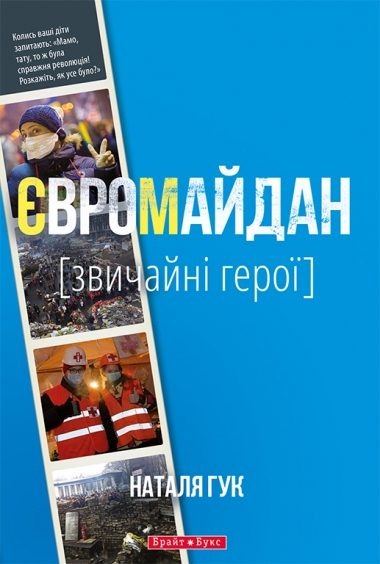 Колись ваші діти
запитають: «Мамо,
тату, то ж була
справжня революція!
Розкажіть, як усе було?»
ЄВРОМАЙДАН
[звичайні герої]
НАТАЛЯ ГУК
Брайт Букс